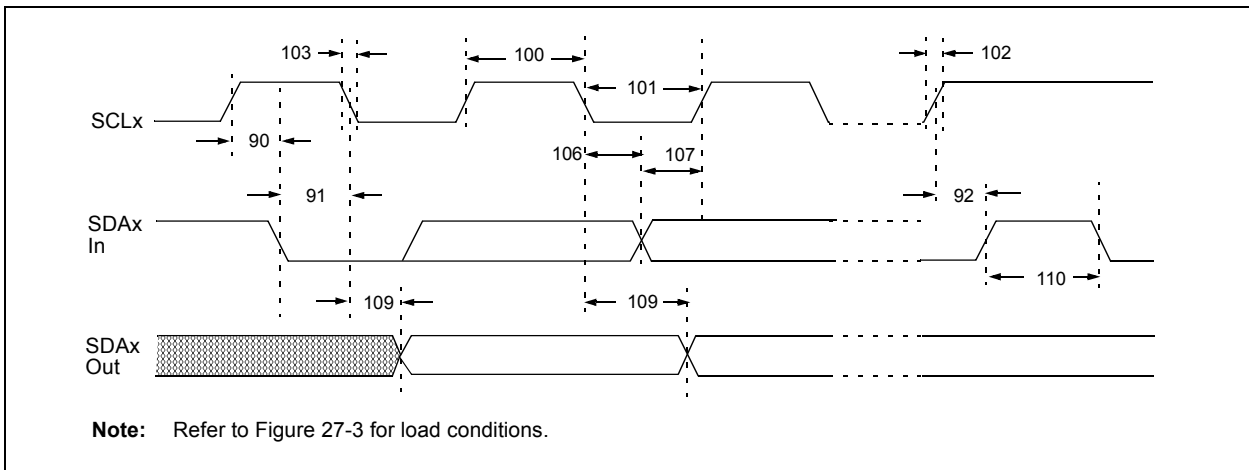 103
100
102
101
SCLx
90
106
107
91
92
SDAx
In
110
109
109
SDAx
Out
Note: Refer to Figure 27-3 for load conditions.